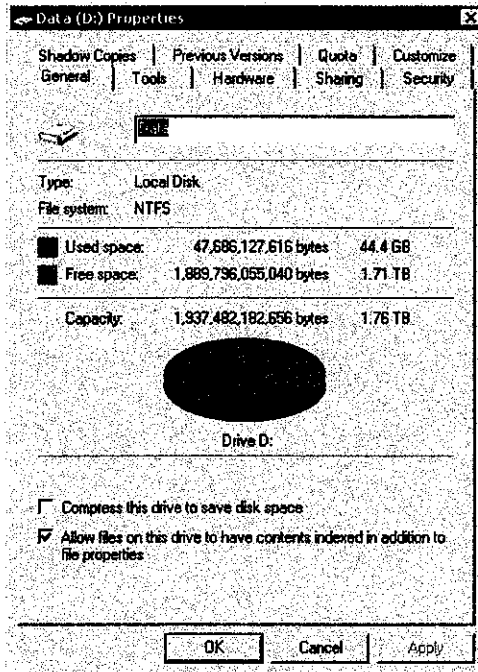 Data (D:) Properties
Shadow Copies Previous Versions Quota Customize
General Tools Hardware Sharing Security
Data
Type: Local Disk
File system: NTFS
Used space: 47,686,127,616 bytes 44.4 GB
Free space: 1,889,796,055,040 bytes 1.71 TB
Capacity: 1,937,482,182,656 bytes 1.76 TB
Drive D:
Compress this drive to save disk space
Allow files on this drive to have contents indexed in addition to
file properties
OK Cancel Apply